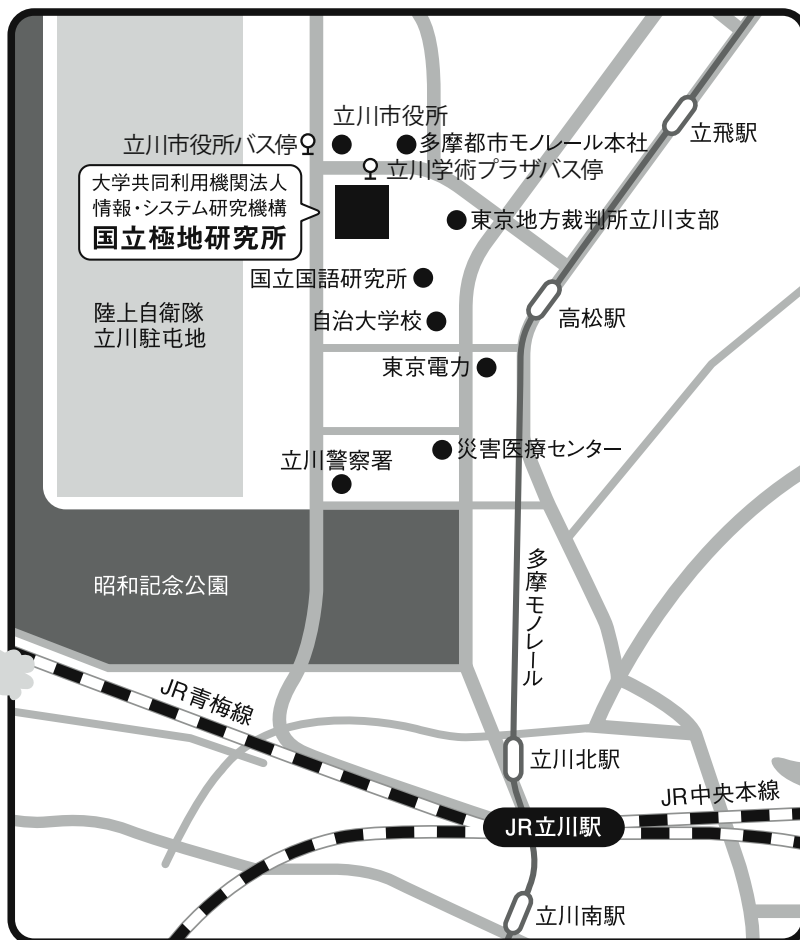 立川市役所
立川市役所バス停
多摩都市モノレール本社
立飛駅
立川学術プラザバス停
大学共同利用機関法人
情報・システム研究機構
国立極地研究所
東京地方裁判所立川支部
国立国語研究所
陸上自衛隊
立川駐屯地
自治大学校
高松駅
東京電力
災害医療センター
立川警察署
昭和記念公園
多摩モノレール
JR青梅線
立川北駅
JR中央本線
JR立川駅
立川南駅